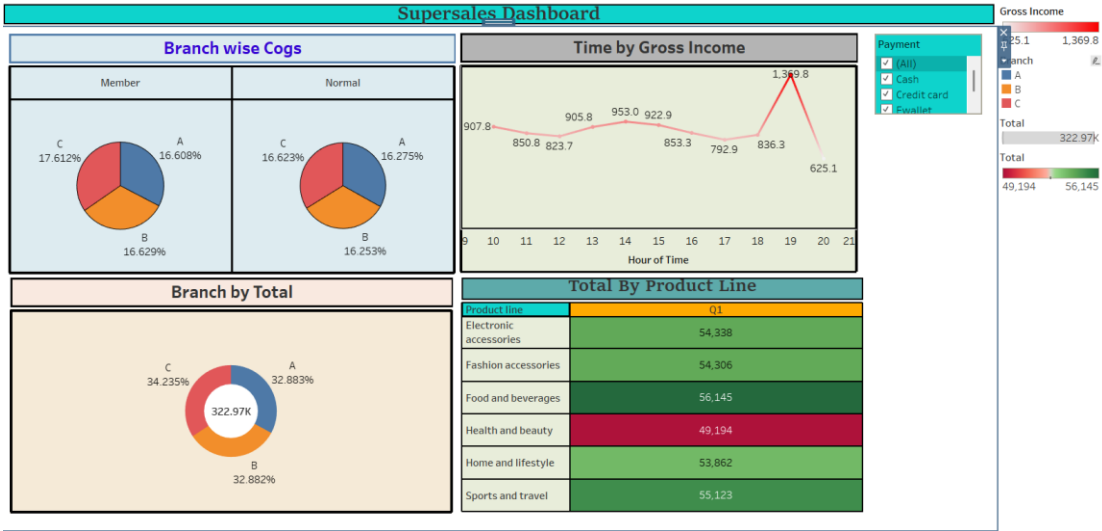 Supersales Dashboard
Branch wise Cogs
Member
Normal
C
17.612%
A
16.608%
B
16.629%
C
16.623%
A
16.275%
B
16.253%
Time by Gross Income
907.8
850.8
823.7
905.8
953.0
922.9
853.3
792.9
836.3
1,369.8
625.1
9 10 11 12 13 14 15 16 17 18 19 20 21
Hour of Time
Payment
(All)
Cash
Credit card
Ewallet
Gross Income
25.1 1,369.8
ranch
A
B
C
Total
322.97K
Total
49,194 56,145
Branch by Total
C
34.235%
A
32.883%
322.97K
B
32.882%
Total By Product Line
Product line Q1
Electronic accessories 54,338
Fashion accessories 54,306
Food and beverages 56,145
Health and beauty 49,194
Home and lifestyle 53,862
Sports and travel 55,123